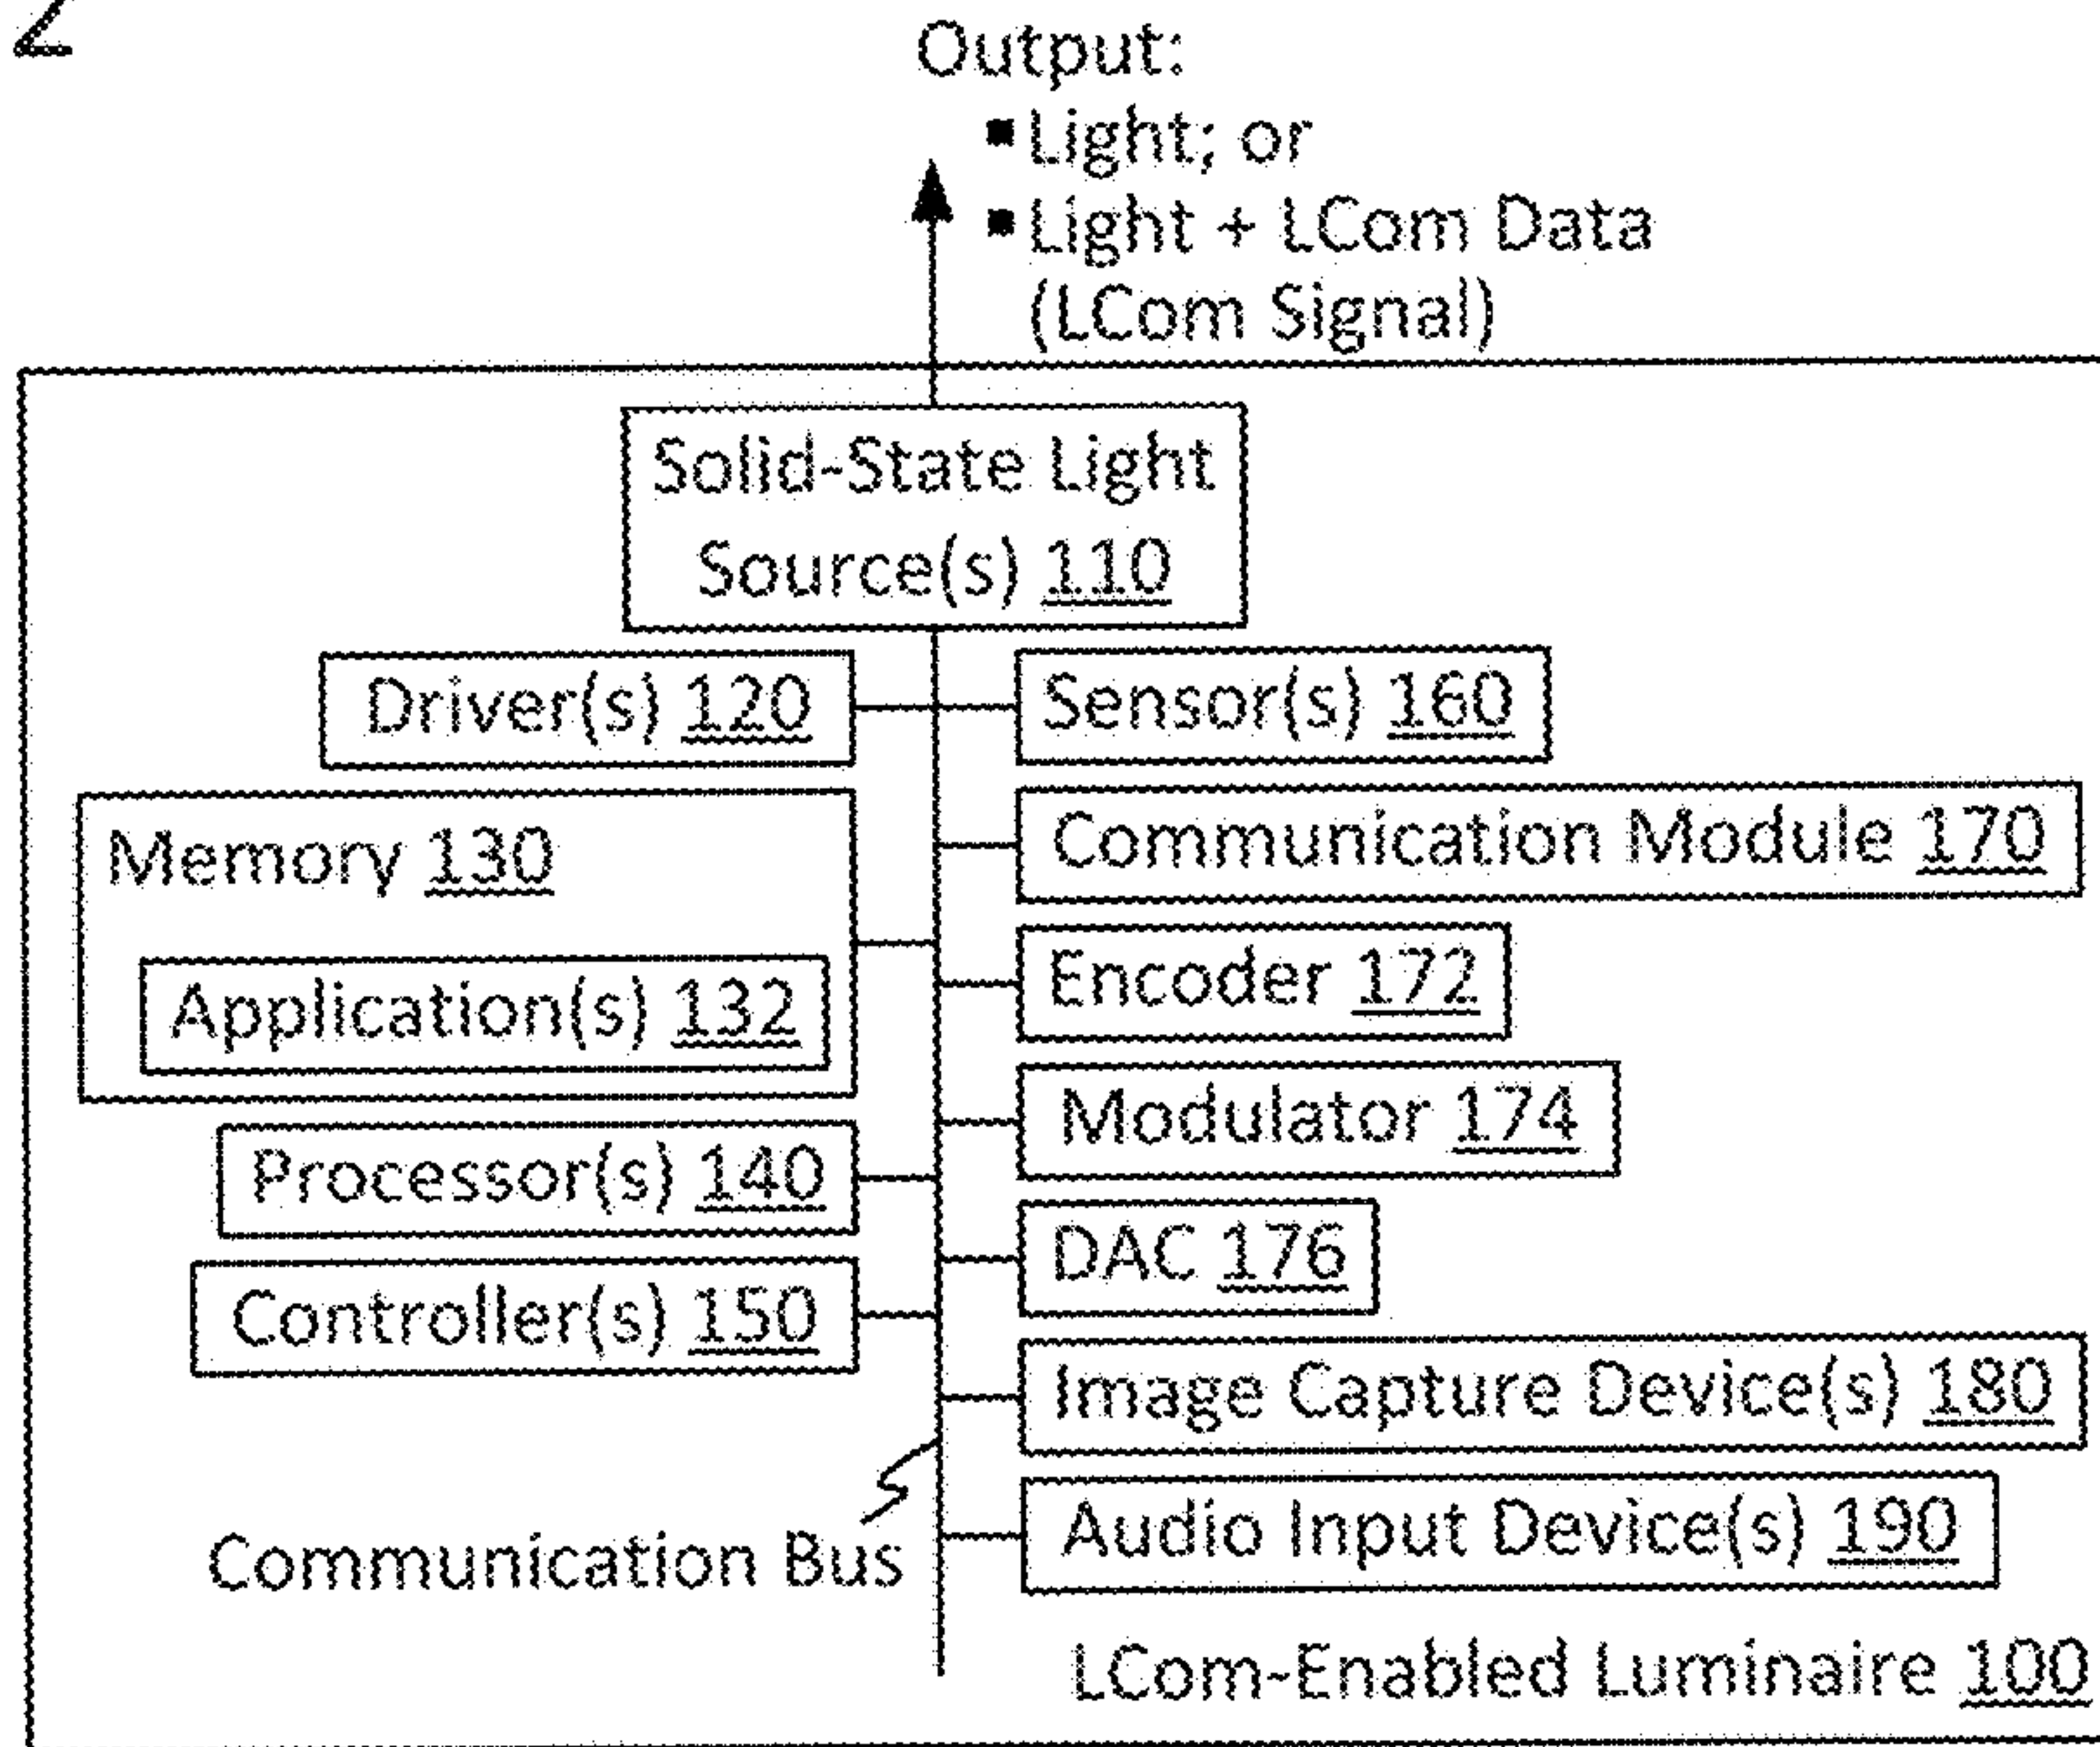 2
Output:
▪ Light; or
▪ Light + LCom Data
(LCom Signal)
Solid-State Light
Source(s) 110
Driver(s) 120
Sensor(s) 160
Memory 130
Communication Module 170
Application(s) 132
Encoder 172
Modulator 174
Processor(s) 140
DAC 176
Controller(s) 150
Image Capture Device(s) 180
Communication Bus
Audio Input Device(s) 190
LCom-Enabled Luminaire 100